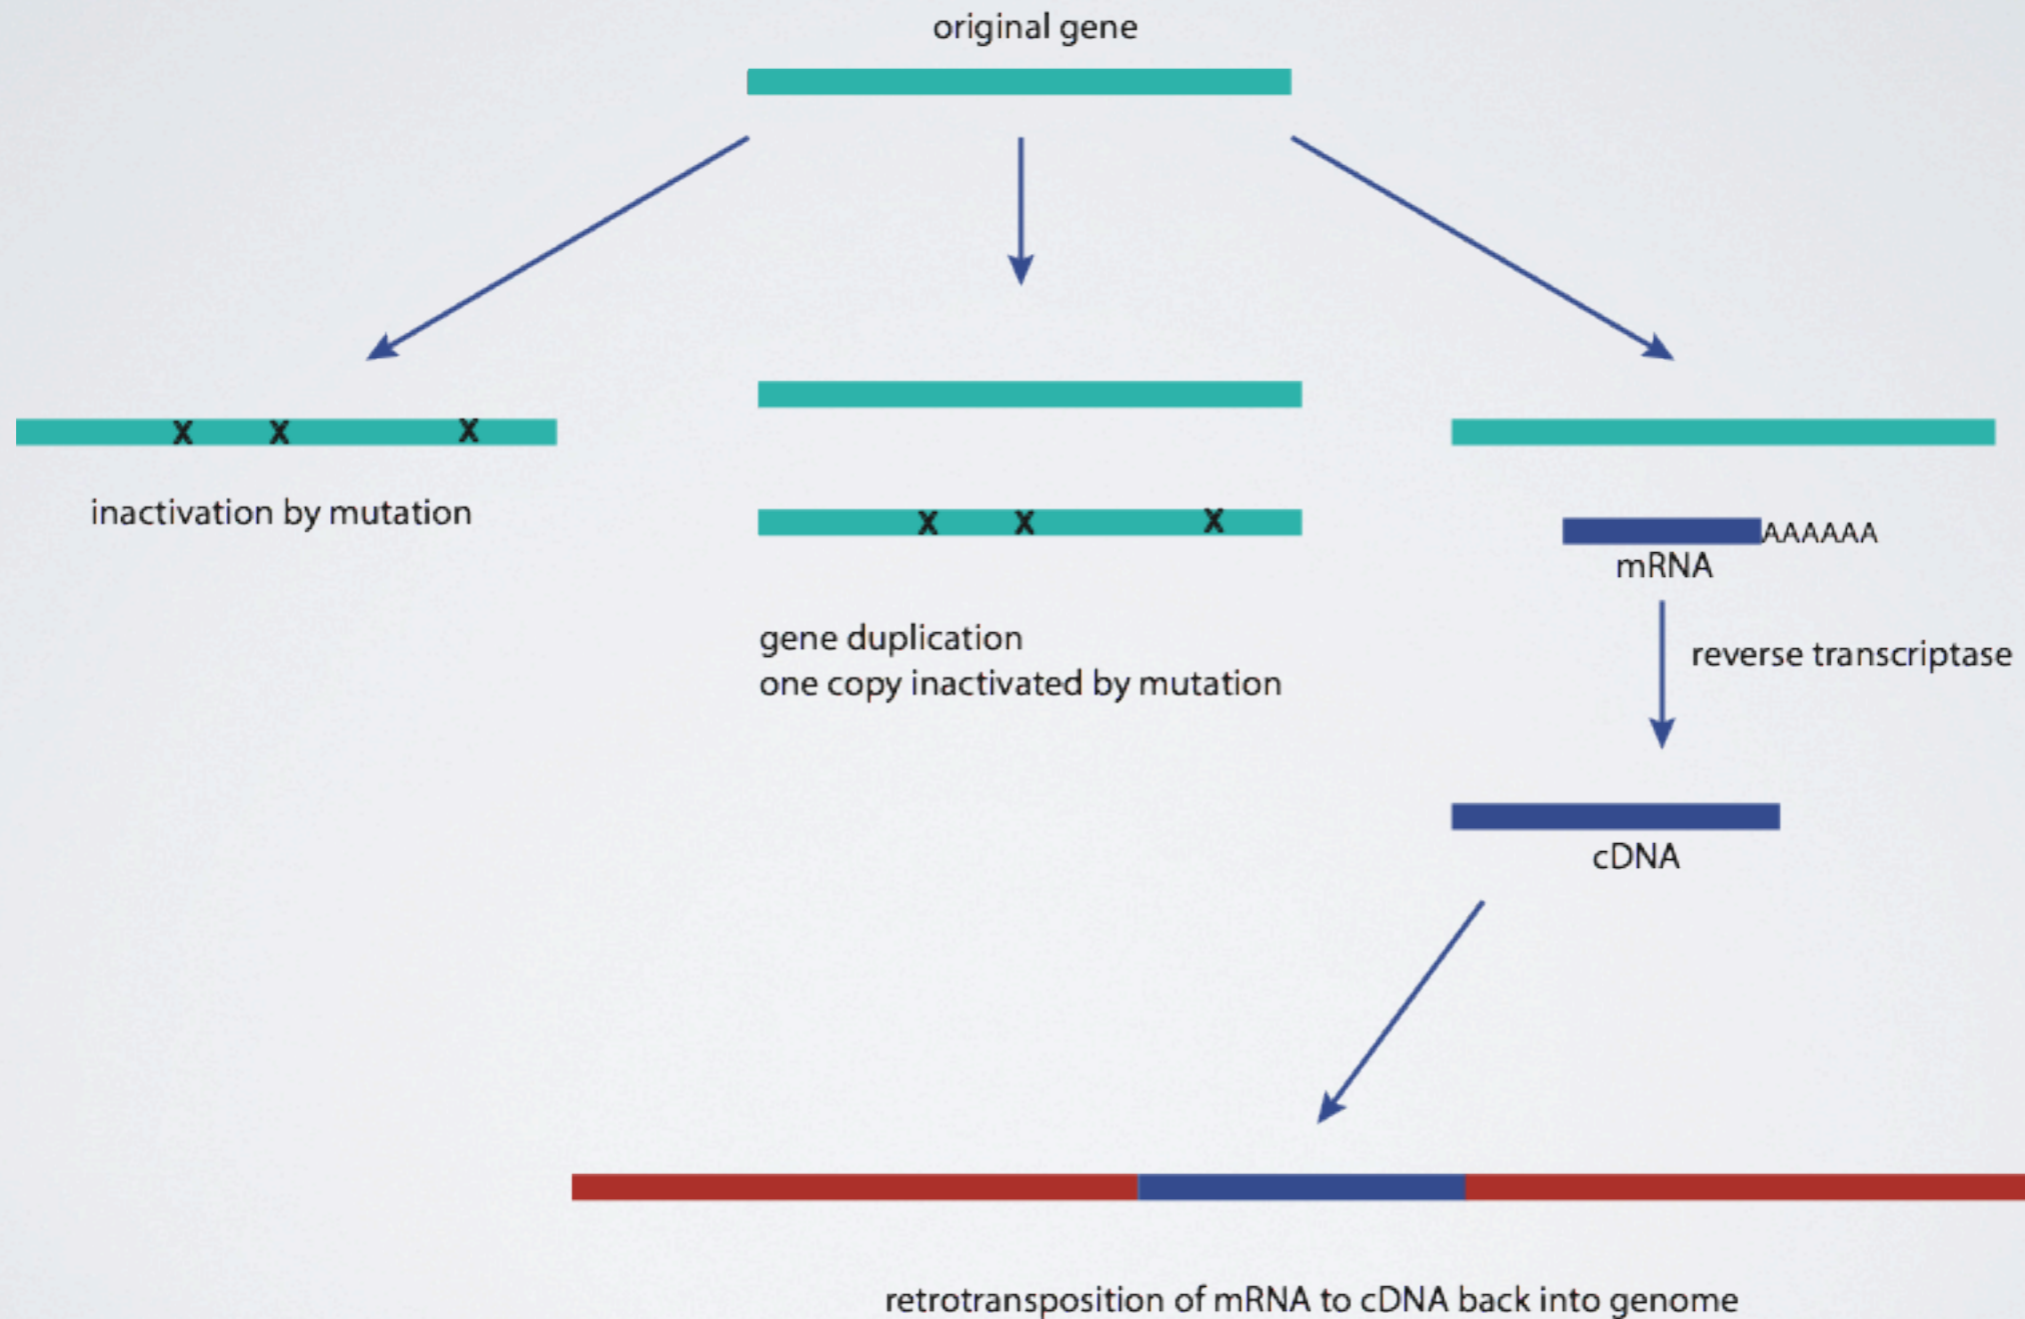 original gene
X X X
inactivation by mutation
X X X
gene duplication
one copy inactivated by mutation
AAAAAA
mRNA
reverse transcriptase
cDNA
retrotransposition of mRNA to cDNA back into genome